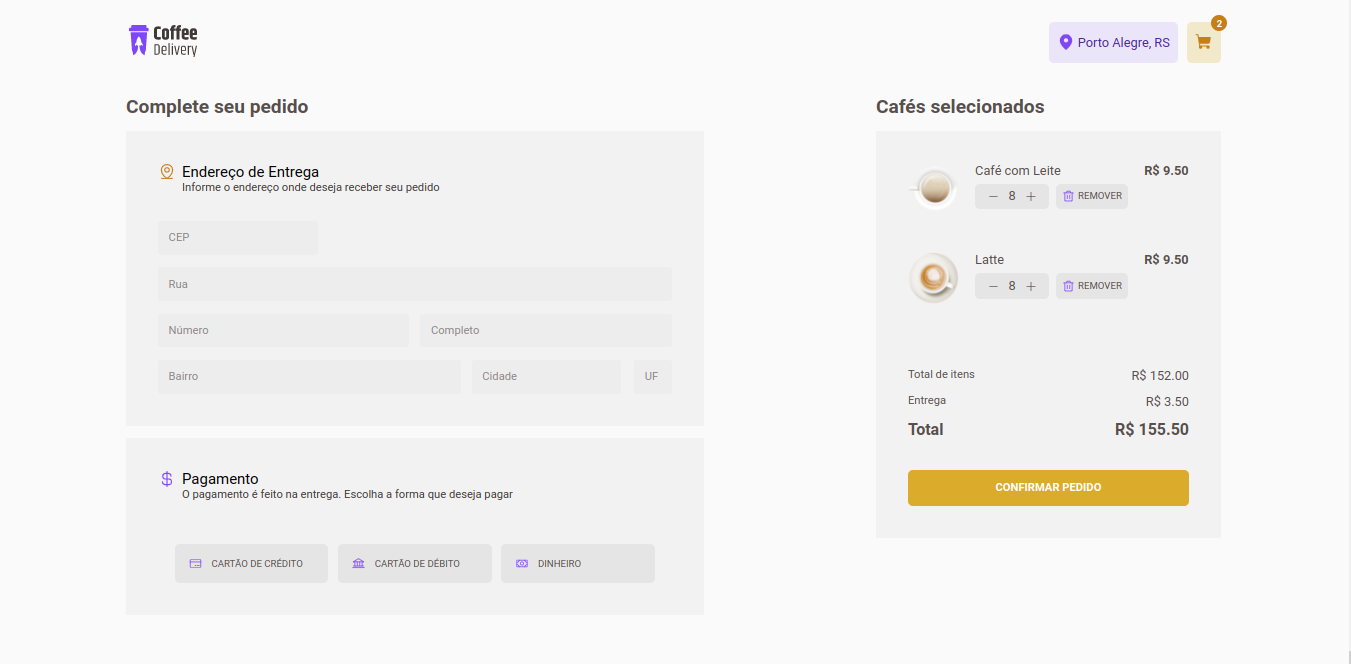 Coffee
Delivery
Porto Alegre, RS
2
Complete seu pedido
Endereço de Entrega
Informe o endereço onde deseja receber seu pedido
CEP
Rua
Número
Completo
Bairro
Cidade
UF
Pagamento
O pagamento é feito na entrega. Escolha a forma que deseja pagar
CARTÃO DE CRÉDITO
CARTÃO DE DÉBITO
DINHEIRO
Cafés selecionados
Café com Leite
R$ 9.50
8
REMOVER
Latte
R$ 9.50
8
REMOVER
Total de itens
R$ 152.00
Entrega
R$ 3.50
Total
R$ 155.50
CONFIRMAR PEDIDO